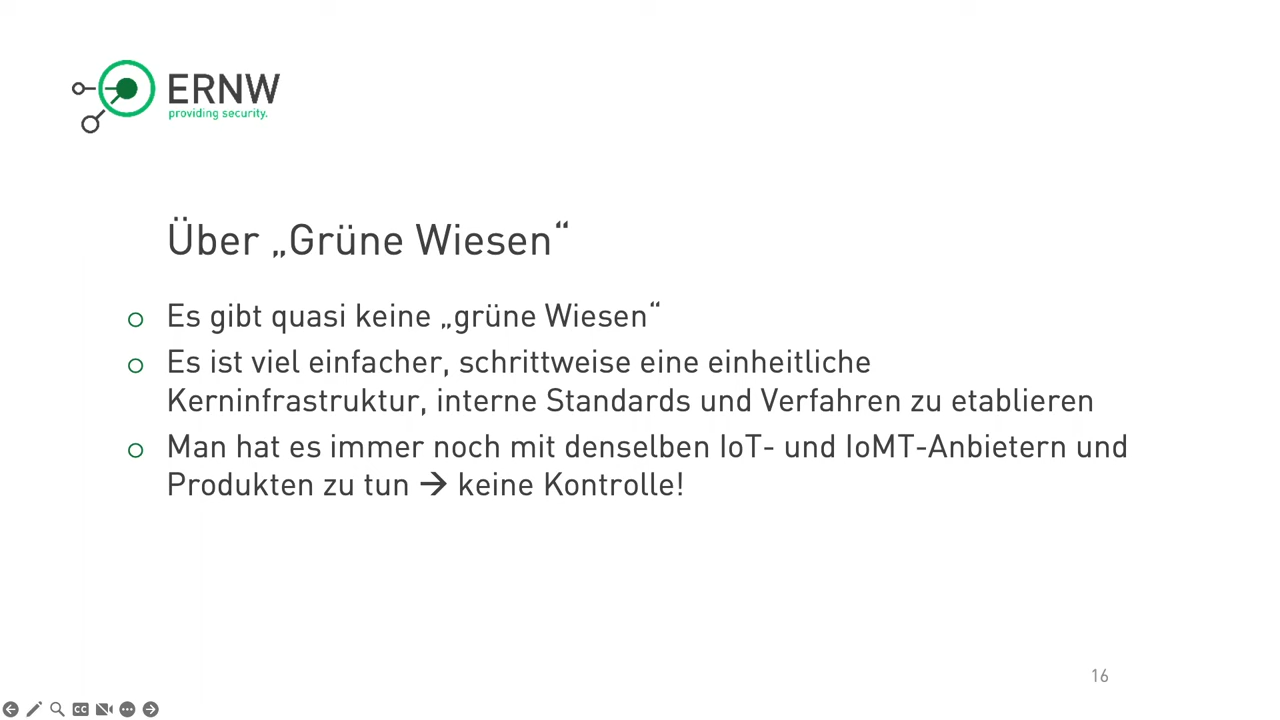 ERNW
providing security.
Über „Grüne Wiesen“
Es gibt quasi keine „grüne Wiesen“
Es ist viel einfacher, schrittweise eine einheitliche
Kerninfrastruktur, interne Standards und Verfahren zu etablieren
Man hat es immer noch mit denselben IoT- und IoMT-Anbietern und
Produkten zu tun → keine Kontrolle!
16
CC